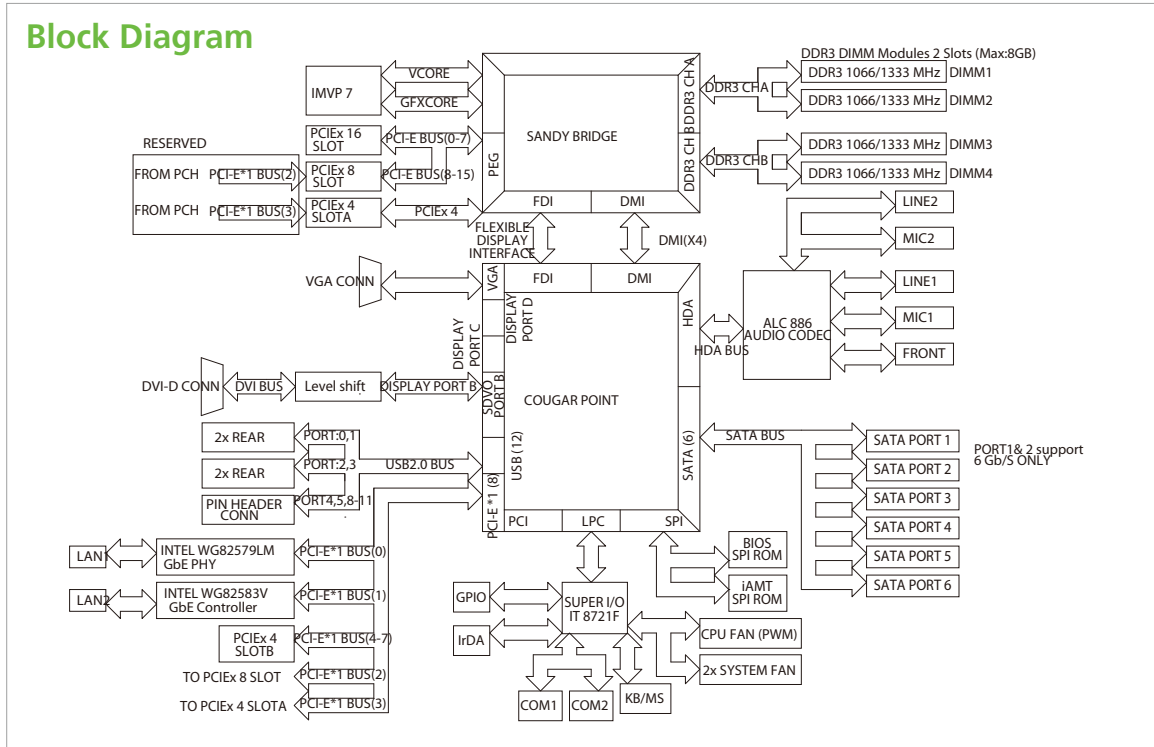 Block Diagram
DDR3 DIMM Modules 2 Slots (Max:8GB)
IMVP 7
VCORE
GFXCORE
SANDY BRIDGE
DDR3 CH A
DDR3 CH B
PEG
FDI
DMI
DDR3 CHA
DDR3 1066/1333 MHz
DIMM1
DDR3 1066/1333 MHz
DIMM2
DDR3 CHB
DDR3 1066/1333 MHz
DIMM3
DDR3 1066/1333 MHz
DIMM4
RESERVED
PCIEx 16
SLOT
PCI-E BUS(0-7)
FROM PCH
PCI-E*1 BUS(2)
PCIEx 8
SLOT
PCI-E BUS(8-15)
FROM PCH
PCI-E*1 BUS(3)
PCIEx 4
SLOTA
PCIEx 4
FLEXIBLE
DISPLAY
INTERFACE
DMI(X4)
LINE2
MIC2
LINE1
MIC1
FRONT
ALC 886
AUDIO CODEC
HDA BUS
VGA CONN
VGA
FDI
DMI
HDA
DISPLAY
PORT D
DISPLAY
PORT C
DVI-D CONN
DVI BUS
Level shift
DISPLAY PORT B
SDVO
PORT B
COUGAR POINT
2x REAR
PORT:0,1
2x REAR
PORT:2,3
USB2.0 BUS
USB (12)
PIN HEADER
CONN
PORT4,5,8-11
PCI-E *1 (8)
PCI
LPC
SPI
SATA (6)
SATA BUS
SATA PORT 1
SATA PORT 2
SATA PORT 3
SATA PORT 4
SATA PORT 5
SATA PORT 6
PORT1& 2 support
6 Gb/S ONLY
LAN1
INTEL WG82579LM
GbE PHY
PCI-E*1 BUS(0)
LAN2
INTEL WG82583V
GbE Controller
PCI-E*1 BUS(1)
PCIEx 4
SLOTB
PCI-E*1 BUS(4-7)
TO PCIEx 8 SLOT
PCI-E*1 BUS(2)
TO PCIEx 4 SLOTA
PCI-E*1 BUS(3)
BIOS
SPI ROM
iAMT
SPI ROM
GPIO
IrDA
SUPER I/O
IT 8721F
CPU FAN (PWM)
2x SYSTEM FAN
COM1
COM2
KB/MS